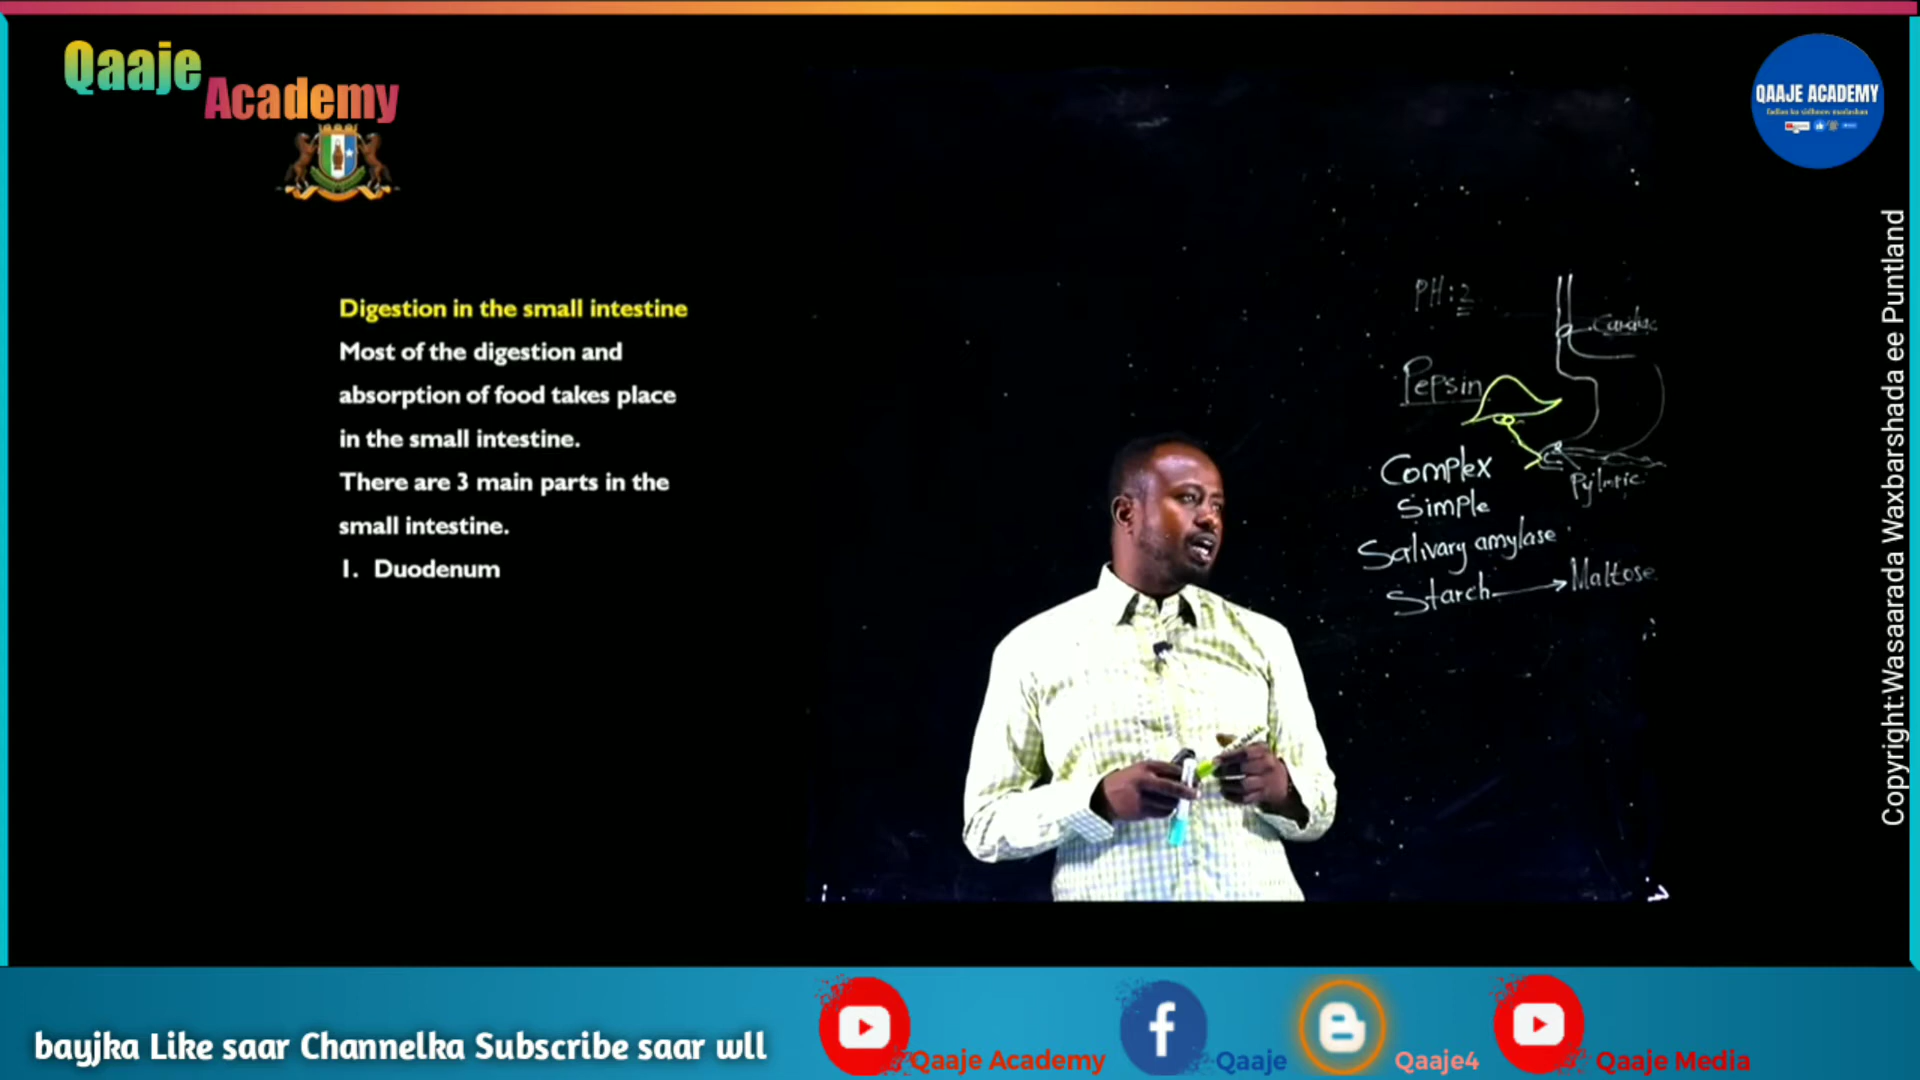 Qaaje
Academy
QAAJE ACADEMY
Digestion in the small intestine
Most of the digestion and
absorption of food takes place
in the small intestine.
There are 3 main parts in the
small intestine.
1. Duodenum
PH:2
Cardiac
Pepsin
Complex
Simple
Salivary amylase
Starch → Maltose
Copyright:Wasaarada Waxbarshada ee Puntland
bayjka Like saar Channelka Subscribe saar wll
Qaaje Academy
Qaaje
Qaaje4
Qaaje Media